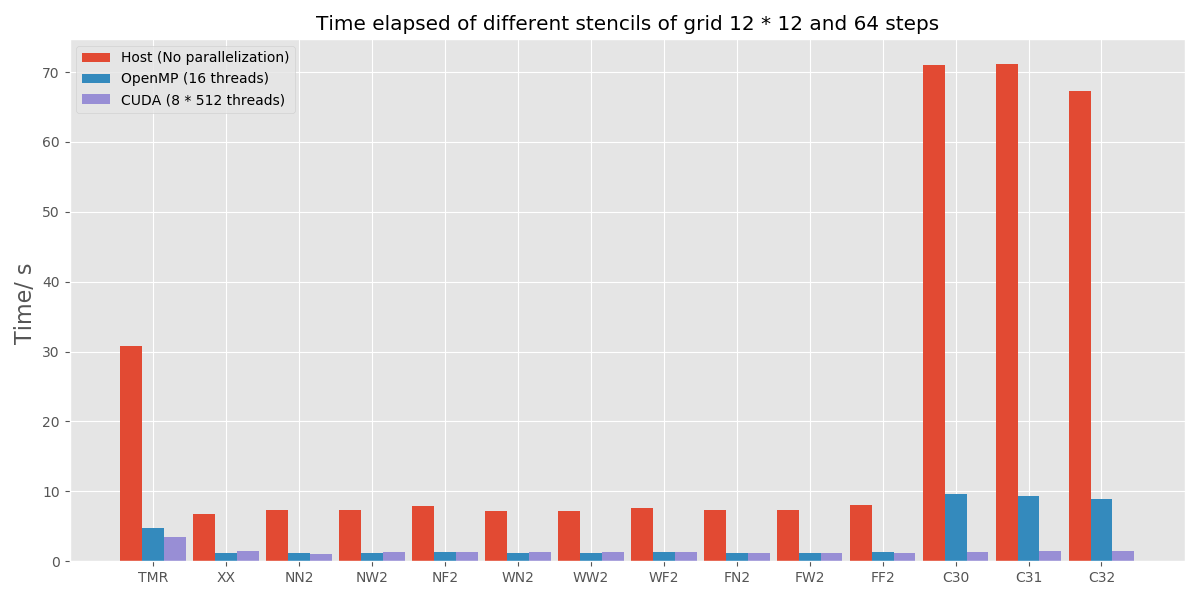 Time elapsed of different stencils of grid 12 * 12 and 64 steps
Host (No parallelization)
OpenMP (16 threads)
CUDA (8 * 512 threads)
Time/ s
70
60
50
40
30
20
10
0
TMR XX NN2 NW2 NF2 WN2 WW2 WF2 FN2 FW2 FF2 C30 C31 C32